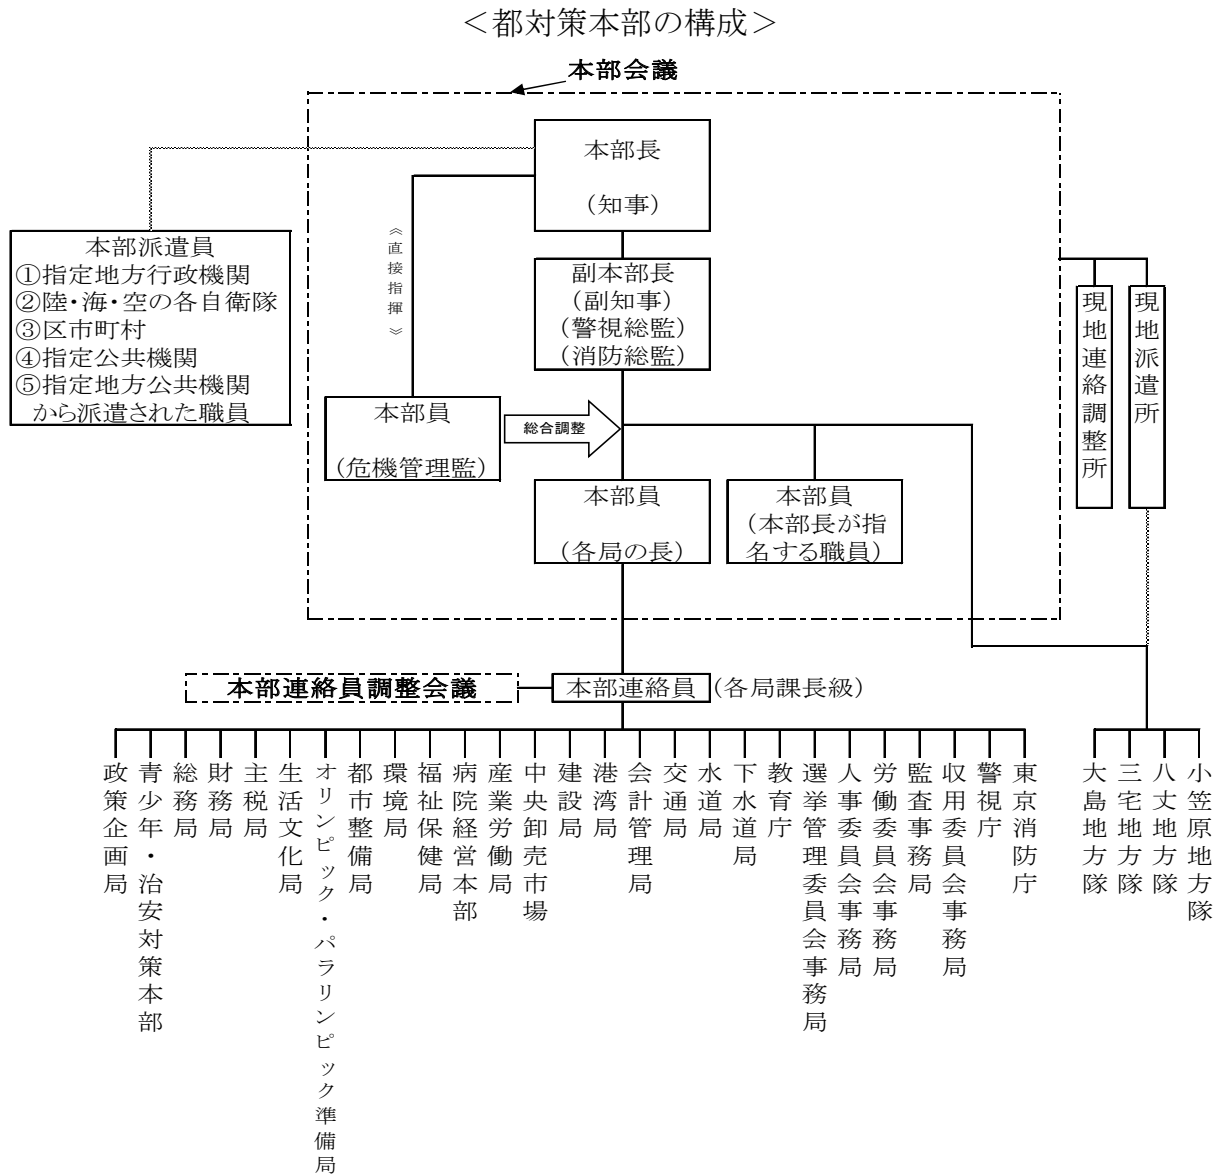 ＜都対策本部の構成＞
本部会議
本部長
（知事）
《直接指揮》
本部派遣員
①指定地方行政機関
②陸・海・空の各自衛隊
③区市町村
④指定公共機関
⑤指定地方公共機関
から派遣された職員
副本部長
（副知事）
（警視総監）
（消防総監）
現地連絡調整所
現地派遣所
本部員
（危機管理監）
総合調整
本部員
（各局の長）
本部員
（本部長が指
名する職員）
本部連絡員調整会議
本部連絡員
（各局課長級）
政策企画局
青少年・治安対策本部
総務局
財務局
主税局
生活文化局
オリンピック・パラリンピック準備局
都市整備局
環境局
福祉保健局
病院経営本部
産業労働局
中央卸売市場
建設局
港湾局
会計管理局
交通局
水道局
下水道局
教育庁
選挙管理委員会事務局
人事委員会事務局
労働委員会事務局
監査事務局
収用委員会事務局
警視庁
東京消防庁
大島地方隊
三宅地方隊
八丈地方隊
小笠原地方隊